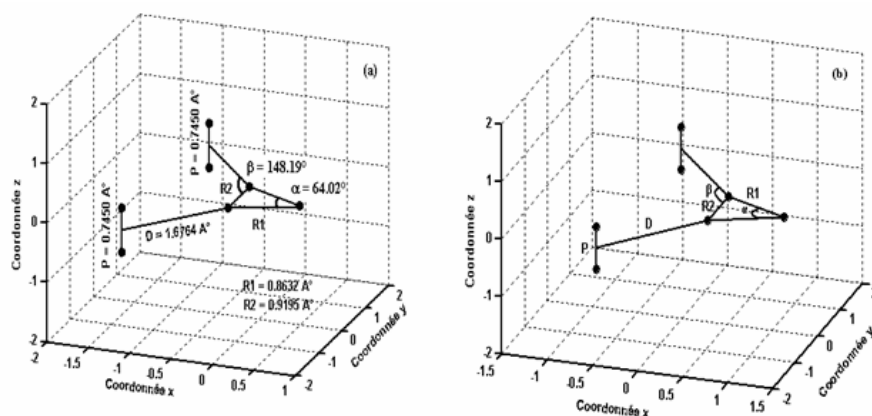 (a)
Coordonnée z
2
1
0
-1
-2
P = 0.7450 A°
P = 0.7450 A°
β = 148.19°
α = 64.02°
R2
R1
D = 1.6764 A°
R1 = 0.8632 A°
R2 = 0.9195 A°
-2
-1.5
-1
-0.5
0
0.5
1
Coordonnée x
-2
-1
0
1
2
Coordonnée y
(b)
Coordonnée z
2
1
0
-1
-2
P
D
β
R1
R2
α
-1.5
-1
-0.5
0
0.5
1
1.5
Coordonnée x
-2
-1
0
1
2
Coordonnée y